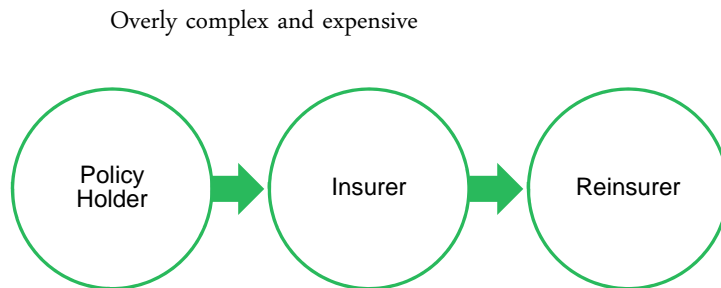 Overly complex and expensive
Policy
Holder
Insurer
Reinsurer